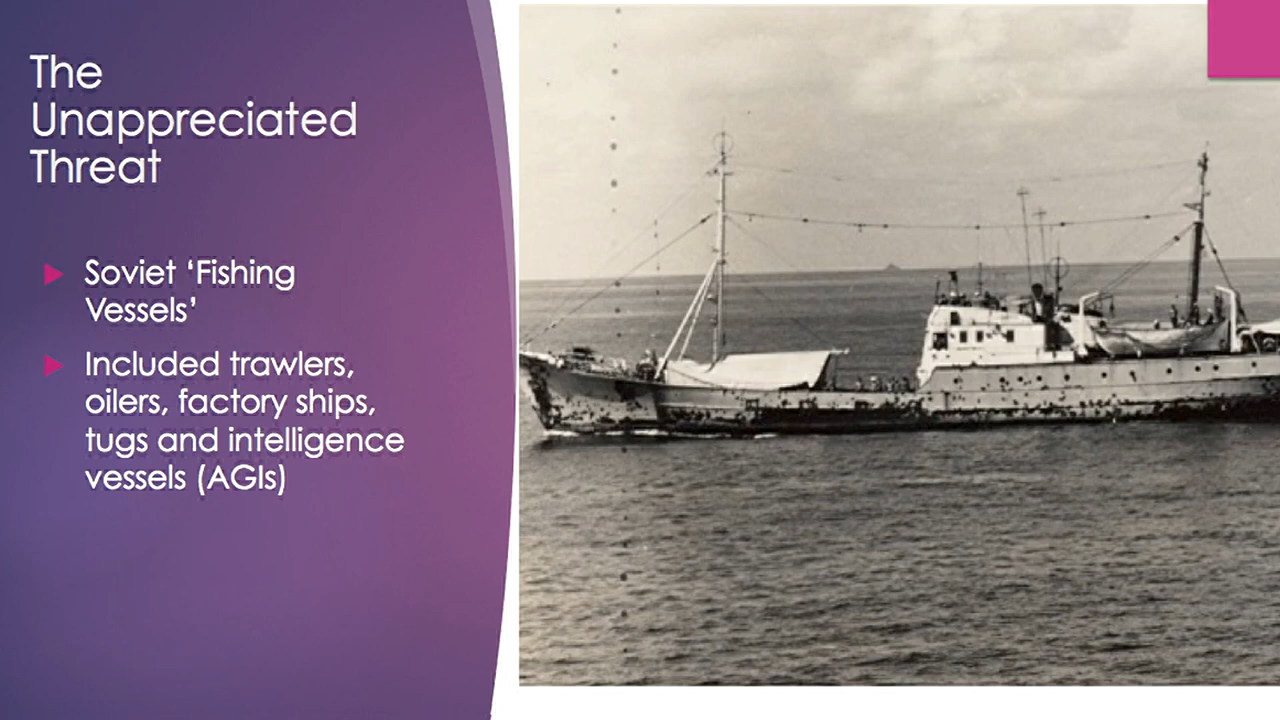 The
Unappreciated
Threat
Soviet ‘Fishing
Vessels’
Included trawlers,
oilers, factory ships,
tugs and intelligence
vessels (AGIs)